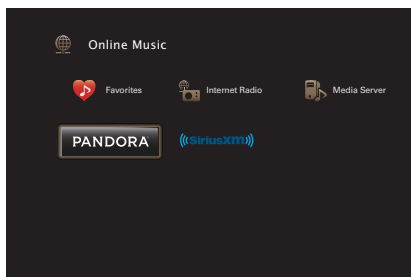 Online Music
Favorites Internet Radio Media Server
PANDORA ((SiriusXM))